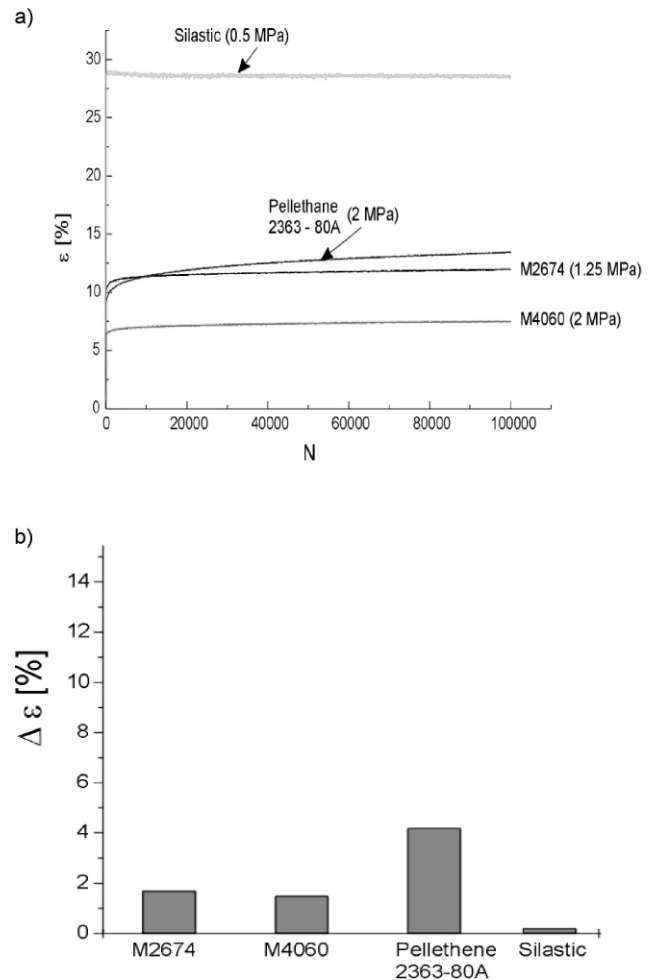 a)
Silastic (0.5 MPa)
30
25
20
15
10
5
0
ε [%]
Pellethane
2363 - 80A (2 MPa)
M2674 (1.25 MPa)
M4060 (2 MPa)
0 20000 40000 60000 80000 100000
N
b)
14
12
10
8
6
4
2
0
Δ ε [%]
M2674 M4060 Pellethene Silastic
2363-80A